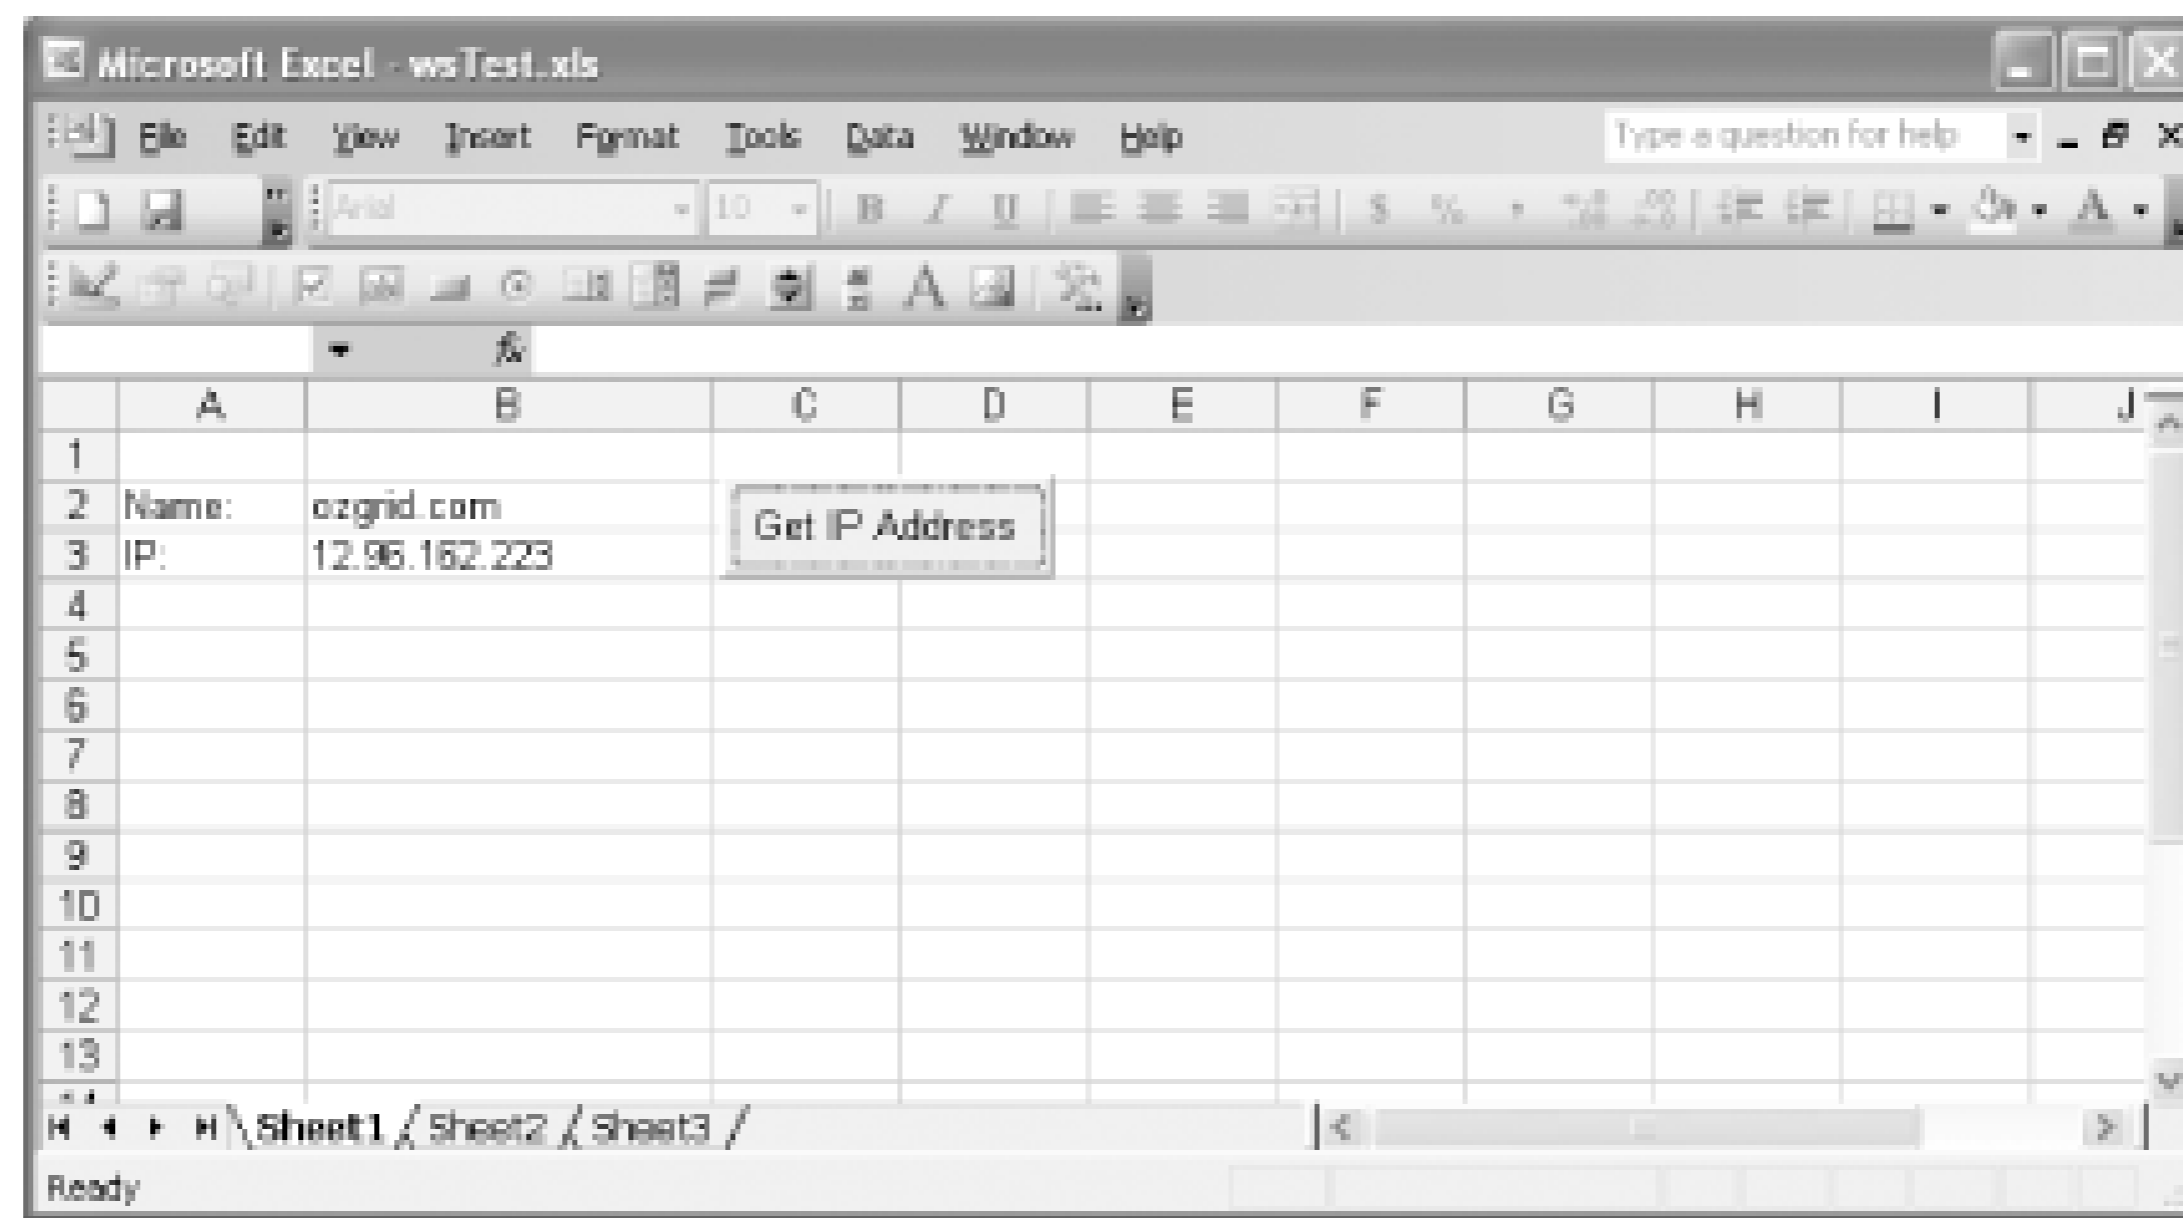 Microsoft Excel - wsTest.xls
File Edit View Insert Format Tools Data Window Help Type a question for help
Arial 10 B I U $ % ,
A
fx
A B C D E F G H I J
1
2 Name: ozgrid.com Get IP Address
3 IP: 12.96.162.223
4
5
6
7
8
9
10
11
12
13
Sheet1 Sheet2 Sheet3
Ready